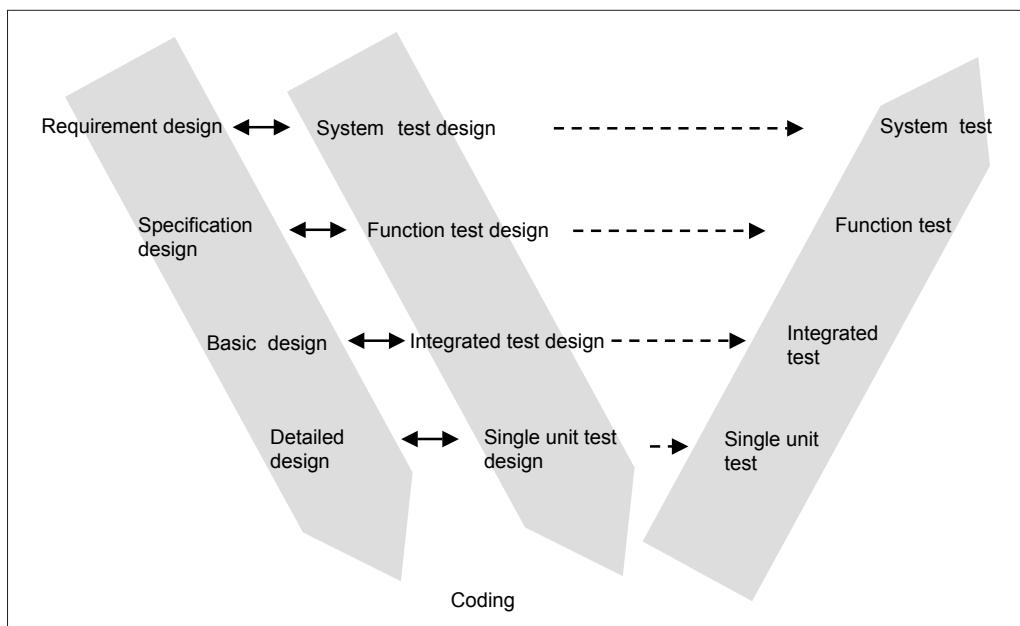 Requirement design
System test design
System test
Specification
design
Function test design
Function test
Basic design
Integrated test design
Integrated
test
Detailed
design
Single unit test
design
Single unit
test
Coding